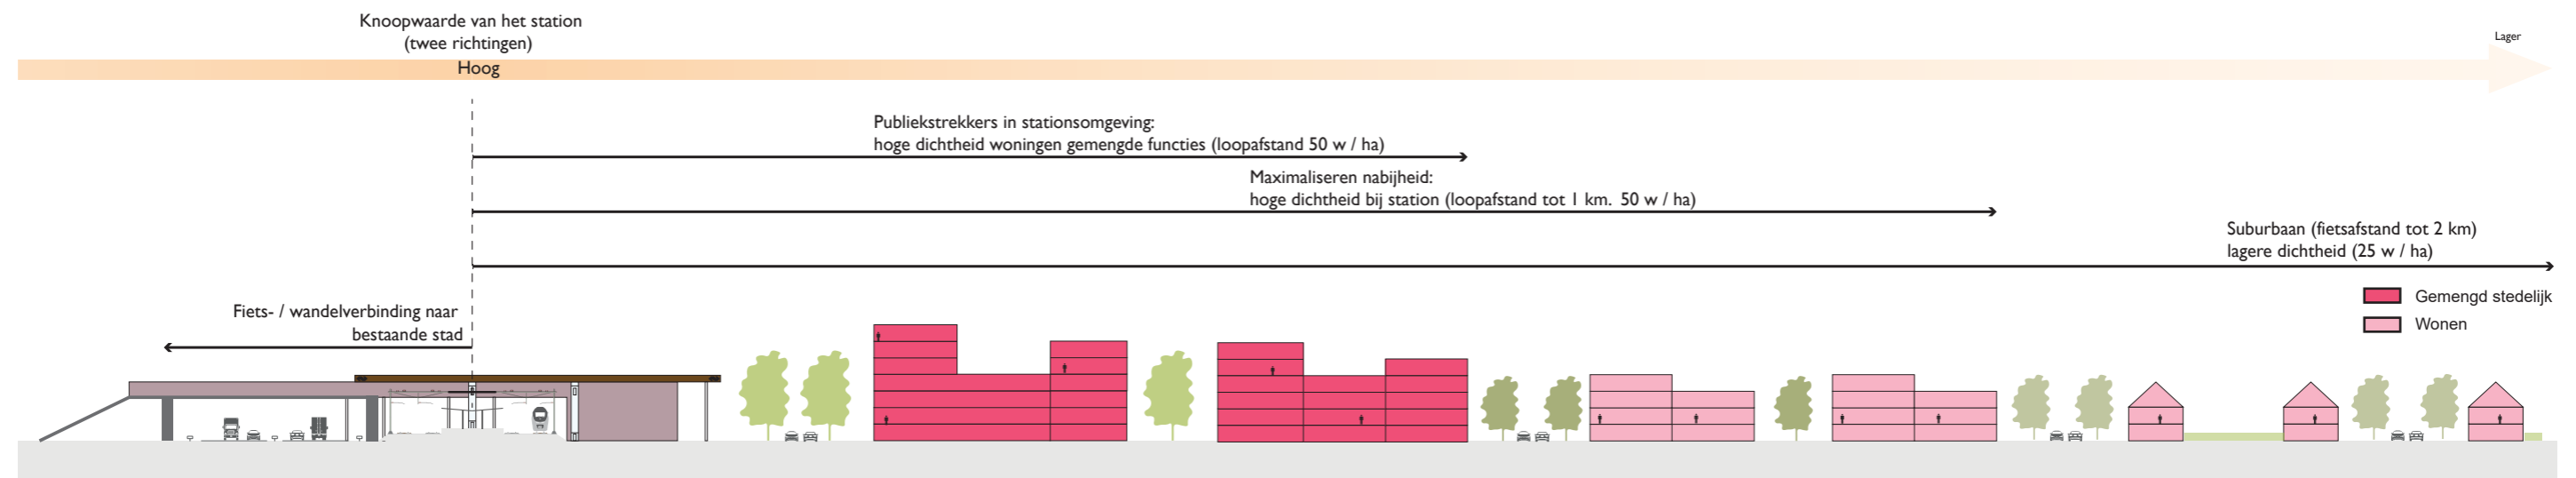 Knoopwaarde van het station
(twee richtingen)
Hoog
Lager
Publiekstrekkers in stationsomgeving:
hoge dichtheid woningen gemengde functies (loopafstand 50 w / ha)
Maximaliseren nabijheid:
hoge dichtheid bij station (loopafstand tot 1 km. 50 w / ha)
Suburbaan (fietsafstand tot 2 km)
lagere dichtheid (25 w / ha)
Fiets- / wandelverbinding naar
bestaande stad
Gemengd stedelijk
Wonen